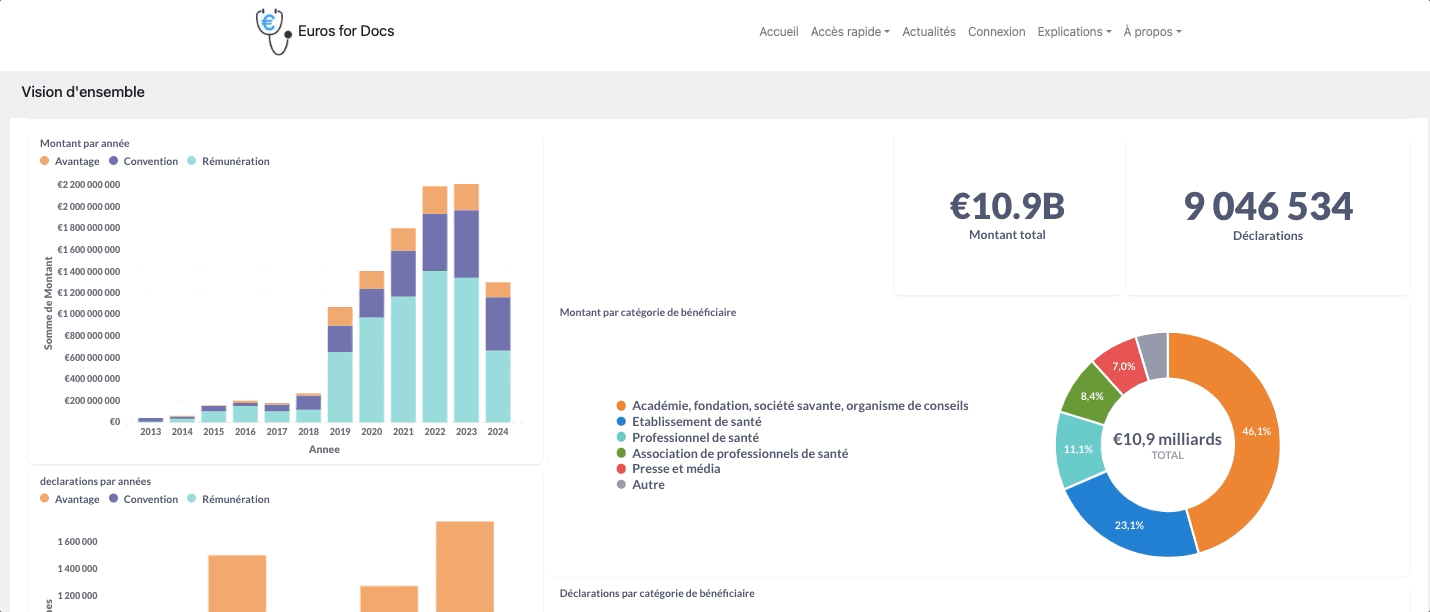 Euros for Docs
Accueil Accès rapide Actualités Connexion Explications À propos
Vision d'ensemble
Montant par année
Avantage Convention Rémunération
Somme de Montant
€2 200 000 000
€2 000 000 000
€1 800 000 000
€1 600 000 000
€1 400 000 000
€1 200 000 000
€1 000 000 000
€800 000 000
€600 000 000
€400 000 000
€200 000 000
€0
2013 2014 2015 2016 2017 2018 2019 2020 2021 2022 2023 2024
Annee
€10.9B
Montant total
9 046 534
Déclarations
Montant par catégorie de bénéficiaire
Académie, fondation, société savante, organisme de conseils
Etablissement de santé
Professionnel de santé
Association de professionnels de santé
Presse et média
Autre
7,0%
8,4%
11,1%
23,1%
46,1%
€10,9 milliards
TOTAL
declarations par années
Avantage Convention Rémunération
1 600 000
1 400 000
1 200 000
Déclarations par catégorie de bénéficiaire